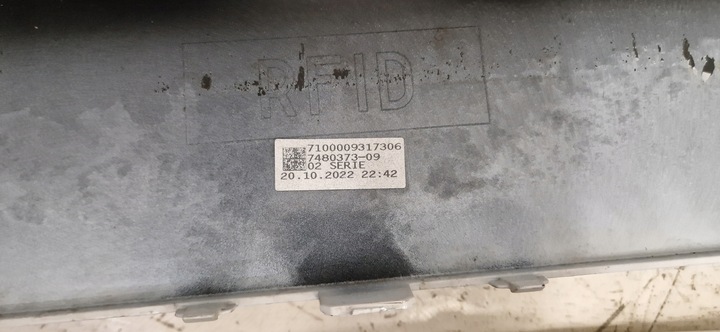 RFID
7100009317306
7480373-09
02 SERIE
20.10.2022 22:42